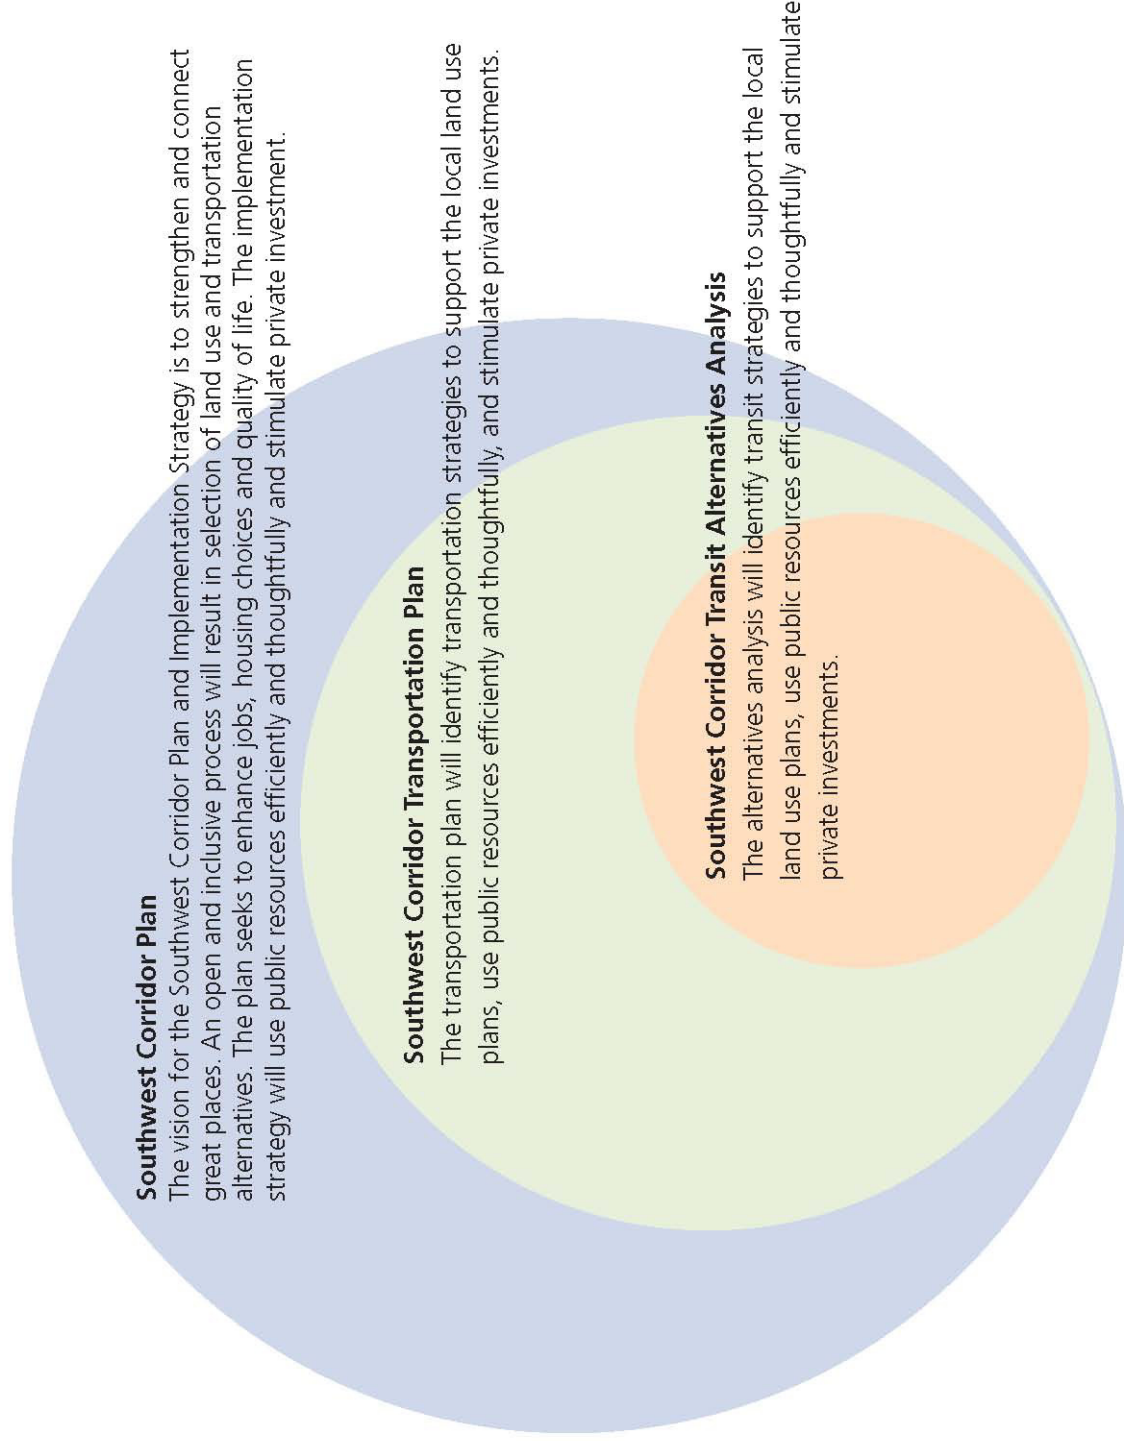 Southwest Corridor Plan
The vision for the Southwest Corridor Plan and Implementation Strategy is to strengthen and connect
great places. An open and inclusive process will result in selection of land use and transportation
alternatives. The plan seeks to enhance jobs, housing choices and quality of life. The implementation
strategy will use public resources efficiently and thoughtfully and stimulate private investment.
Southwest Corridor Transportation Plan
The transportation plan will identify transportation strategies to support the local land use
plans, use public resources efficiently and thoughtfully, and stimulate private investments.
Southwest Corridor Transit Alternatives Analysis
The alternatives analysis will identify transit strategies to support the local
land use plans, use public resources efficiently and thoughtfully and stimulate
private investments.